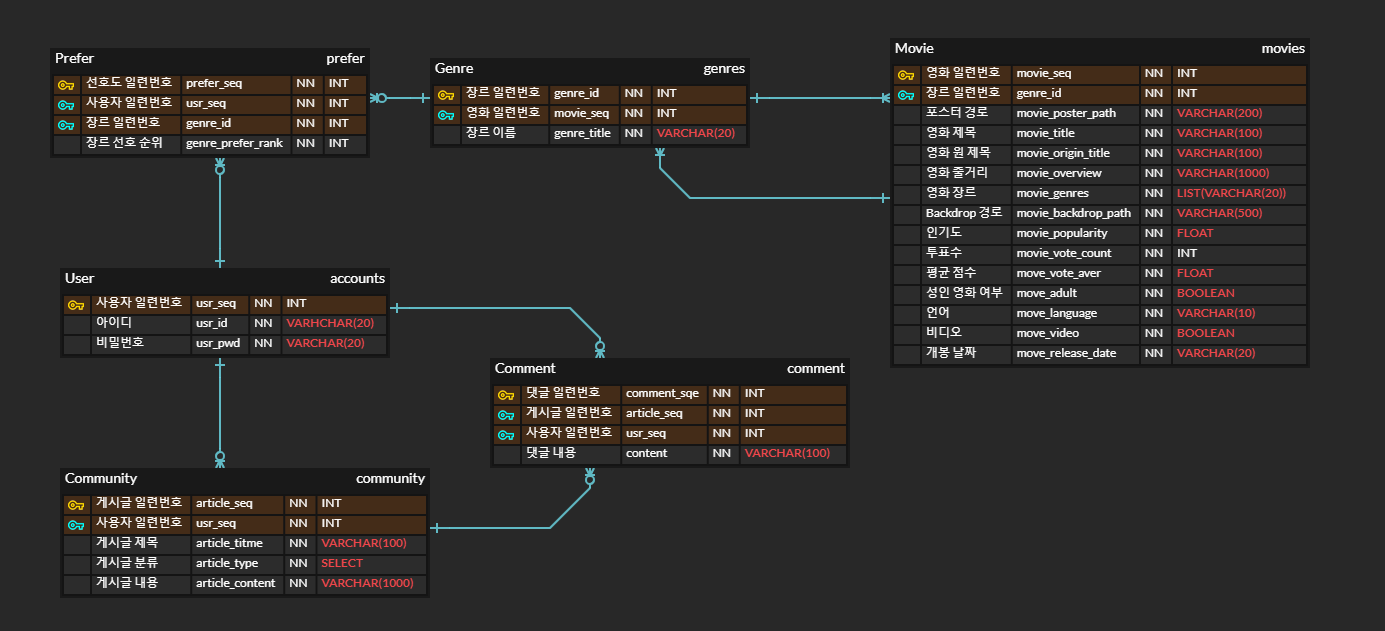 Prefer prefer
선호도 일련번호 prefer_seq NN INT
사용자 일련번호 usr_seq NN INT
장르 일련번호 genre_id NN INT
장르 선호 순위 genre_prefer_rank NN INT
Genre genres
장르 일련번호 genre_id NN INT
영화 일련번호 movie_seq NN INT
장르 이름 genre_title NN VARCHAR(20)
Movie movies
영화 일련번호 movie_seq NN INT
장르 일련번호 genre_id NN INT
포스터 경로 movie_poster_path NN VARCHAR(200)
영화 제목 movie_title NN VARCHAR(100)
영화 원 제목 movie_origin_title NN VARCHAR(100)
영화 줄거리 movie_overview NN VARCHAR(1000)
영화 장르 movie_genres NN LIST(VARCHAR(20))
Backdrop 경로 movie_backdrop_path NN VARCHAR(500)
인기도 movie_popularity NN FLOAT
투표수 movie_vote_count NN INT
평균 점수 move_vote_aver NN FLOAT
성인 영화 여부 move_adult NN BOOLEAN
언어 move_language NN VARCHAR(10)
비디오 move_video NN BOOLEAN
개봉 날짜 move_release_date NN VARCHAR(20)
User accounts
사용자 일련번호 usr_seq NN INT
아이디 usr_id NN VARHCHAR(20)
비밀번호 usr_pwd NN VARCHAR(20)
Comment comment
댓글 일련번호 comment_sqe NN INT
게시글 일련번호 article_seq NN INT
사용자 일련번호 usr_seq NN INT
댓글 내용 content NN VARCHAR(100)
Community community
게시글 일련번호 article_seq NN INT
사용자 일련번호 usr_seq NN INT
게시글 제목 article_titme NN VARCHAR(100)
게시글 분류 article_type NN SELECT
게시글 내용 article_content NN VARCHAR(1000)